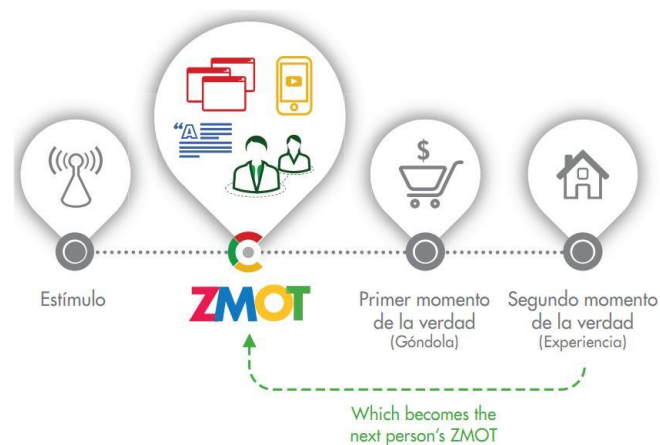 “A
$
Estímulo
ZMOT
Primer momento
de la verdad
(Góndola)
Segundo momento
de la verdad
(Experiencia)
Which becomes the
next person's ZMOT